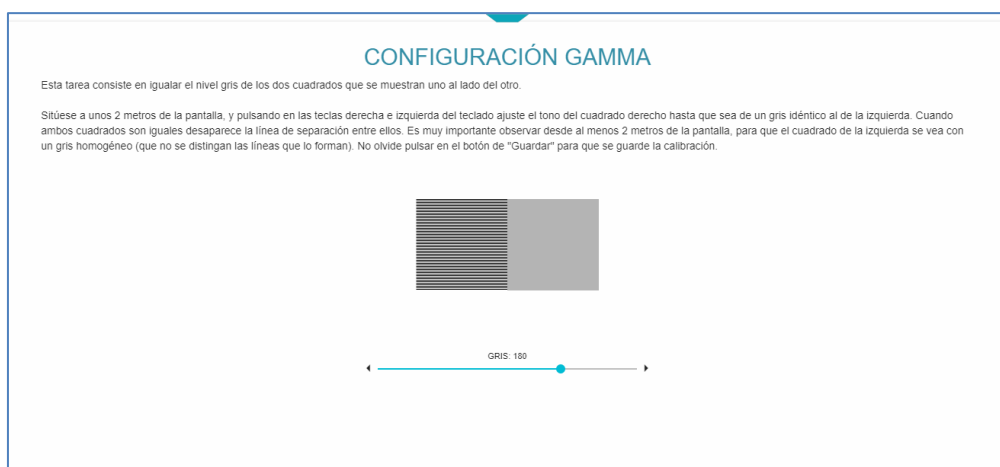 CONFIGURACIÓN GAMMA
Esta tarea consiste en igualar el nivel gris de los dos cuadrados que se muestran uno al lado del otro.
Sitúese a unos 2 metros de la pantalla, y pulsando en las teclas derecha e izquierda del teclado ajuste el tono del cuadrado derecho hasta que sea de un gris idéntico al de la izquierda. Cuando
ambos cuadrados son iguales desaparece la línea de separación entre ellos. Es muy importante observar desde al menos 2 metros de la pantalla, para que el cuadrado de la izquierda se vea con
un gris homogéneo (que no se distingan las líneas que lo forman). No olvide pulsar en el botón de "Guardar" para que se guarde la calibración.
GRIS: 180